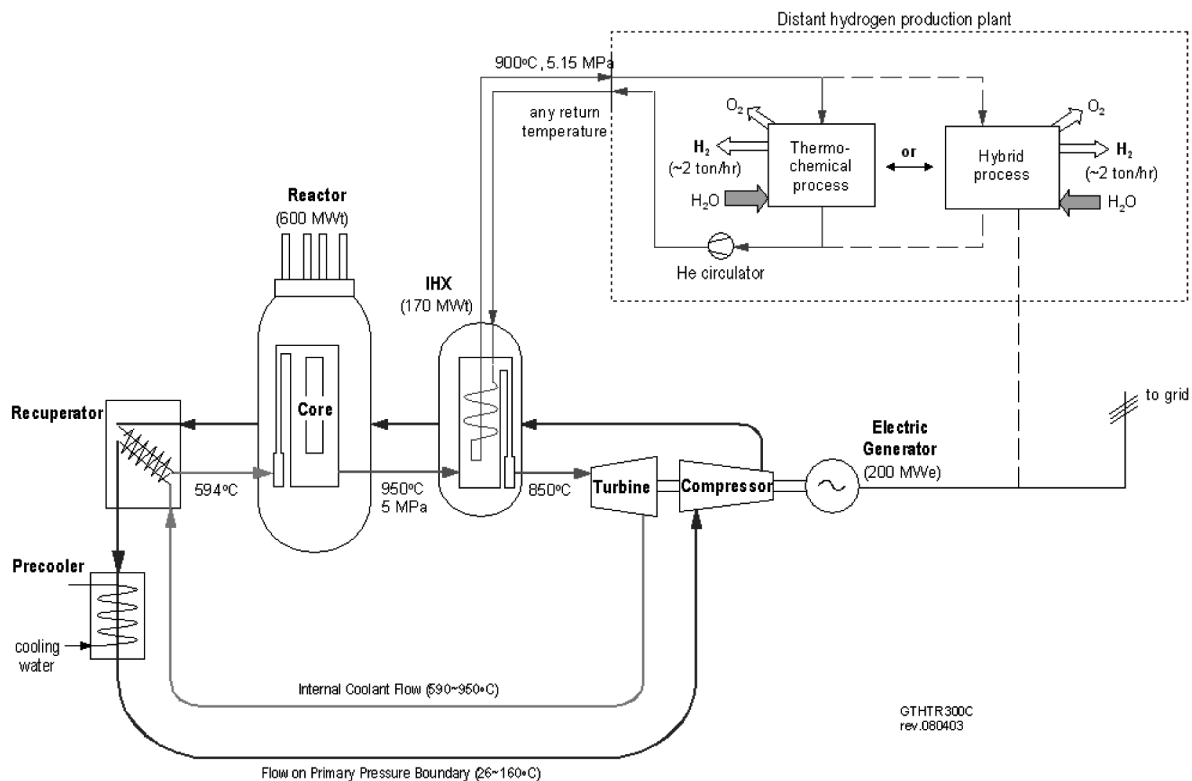 Distant hydrogen production plant
900oC, 5.15 MPa
any return
temperature
O2
H2
(~2 ton/hr)
H2O
Thermo-
chemical
process
or
Hybrid
process
O2
H2
(~2 ton/hr)
H2O
He circulator
Reactor
(600 MWt)
IHX
(170 MWt)
Recuperator
Core
594oC
950oC
5 MPa
850oC
Turbine
Compressor
Electric
Generator
(200 MWe)
to grid
Precooler
cooling
water
Internal Coolant Flow (590~950oC)
GTHTR300C
rev.080403
Flow on Primary Pressure Boundary (26~160oC)